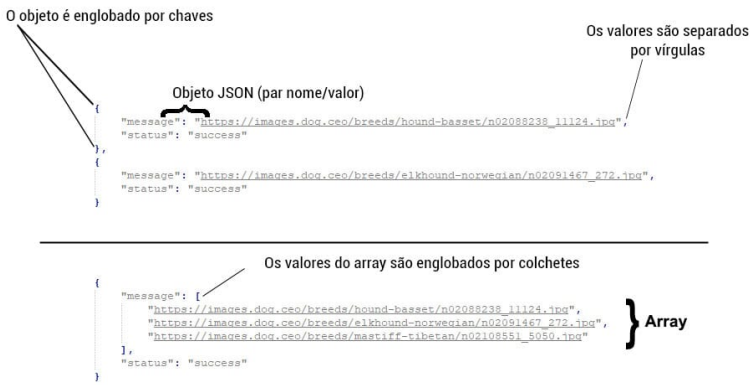 O objeto é englobado por chaves
Os valores são separados
por vírgulas
Objeto JSON (par nome/valor)
{
"message": "https://images.dog.ceo/breeds/hound-basset/n02088238_11124.jpg",
"status": "success"
},
{
"message": "https://images.dog.ceo/breeds/elkhound-norwegian/n02091467_272.jpg",
"status": "success"
}
Os valores do array são englobados por colchetes
{
"message": [
"https://images.dog.ceo/breeds/hound-basset/n02088238_11124.jpg",
"https://images.dog.ceo/breeds/elkhound-norwegian/n02091467_272.jpg",
"https://images.dog.ceo/breeds/mastiff-tibetan/n02108551_5050.jpg"
],
"status": "success"
}
Array